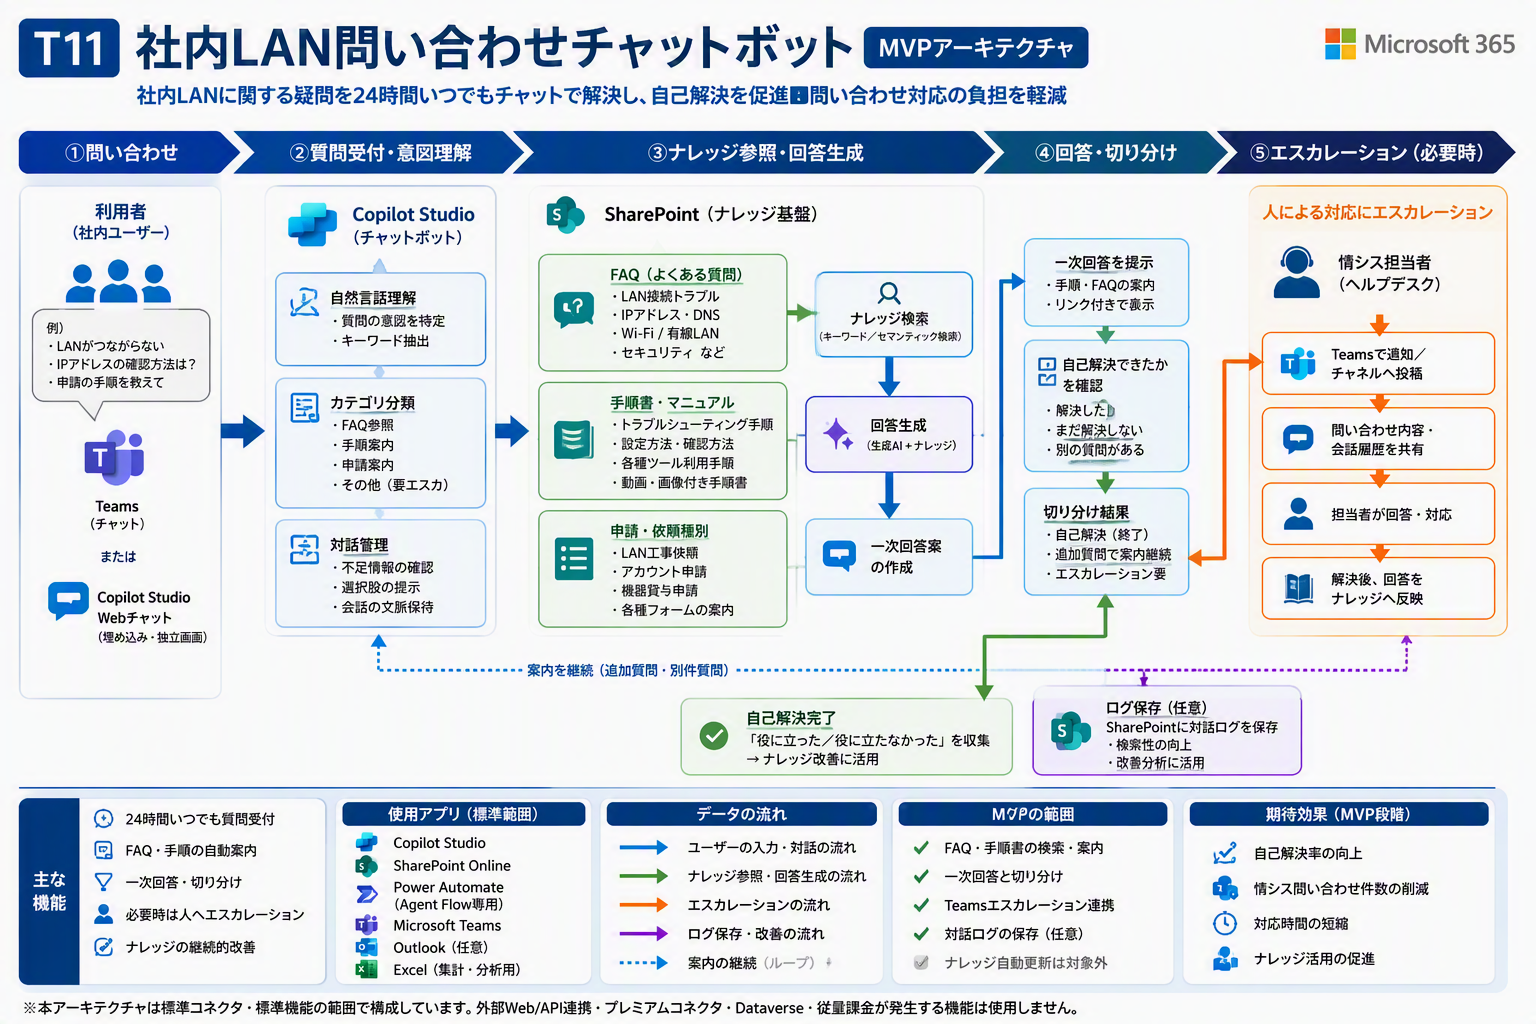 T11 社内LAN問い合わせチャットボット MVPアーキテクチャ
Microsoft 365
社内LANに関する疑問を24時間いつでもチャットで解決し、自己解決を促進 問い合わせ対応の負担を軽減
①問い合わせ
②質問受付・意図理解
③ナレッジ参照・回答生成
④回答・切り分け
⑤エスカレーション（必要時）
利用者
（社内ユーザー）
例）
・LANがつながらない
・IPアドレスの確認方法は？
・申請の手順を教えて
Teams
（チャット）
または
Copilot Studio
Webチャット
（埋め込み・独立画面）
Copilot Studio
（チャットボット）
自然言語理解
・質問の意図を特定
・キーワード抽出
カテゴリ分類
・FAQ参照
・手順案内
・申請案内
・その他（要エスカ）
対話管理
・不足情報の確認
・選択肢の提示
・会話の文脈保持
SharePoint（ナレッジ基盤）
FAQ（よくある質問）
・LAN接続トラブル
・IPアドレス・DNS
・Wi-Fi / 有線LAN
・セキュリティ など
手順書・マニュアル
・トラブルシューティング手順
・設定方法・確認方法
・各種ツール利用手順
・動画・画像付き手順書
申請・依頼種別
・LAN工事依頼
・アカウント申請
・機器貸与申請
・各種フォームの案内
ナレッジ検索
（キーワード／セマンティック検索）
回答生成
（生成AI＋ナレッジ）
一次回答案
の作成
一次回答を提示
・手順・FAQの案内
・リンク付きで表示
自己解決できたか
を確認
・解決した
・まだ解決しない
・別の質問がある
切り分け結果
・自己解決（終了）
・追加質問で案内継続
・エスカレーション要
人による対応にエスカレーション
情シス担当者
（ヘルプデスク）
Teamsで通知／
チャネルへ投稿
問い合わせ内容・
会話履歴を共有
担当者が回答・対応
解決後、回答を
ナレッジへ反映
案内を継続（追加質問・別件質問）
自己解決完了
「役に立った／役に立たなかった」を収集
→ ナレッジ改善に活用
ログ保存（任意）
SharePointに対話ログを保存
・検索性の向上
・改善分析に活用
主な
機能
24時間いつでも質問受付
FAQ・手順の自動案内
一次回答・切り分け
必要時は人へエスカレーション
ナレッジの継続的改善
使用アプリ（標準範囲）
Copilot Studio
SharePoint Online
Power Automate
（Agent Flow専用）
Microsoft Teams
Outlook（任意）
Excel（集計・分析用）
データの流れ
ユーザーの入力・対話の流れ
ナレッジ参照・回答生成の流れ
エスカレーションの流れ
ログ保存・改善の流れ
案内の継続（ループ）
MVPの範囲
FAQ・手順書の検索・案内
一次回答と切り分け
Teamsエスカレーション連携
対話ログの保存（任意）
ナレッジ自動更新は対象外
期待効果（MVP段階）
自己解決率の向上
情シス問い合わせ件数の削減
対応時間の短縮
ナレッジ活用の促進
※本アーキテクチャは標準コネクタ・標準機能の範囲で構成しています。外部Web/API連携・プレミアムコネクタ・Dataverse・従量課金が発生する機能は使用しません。